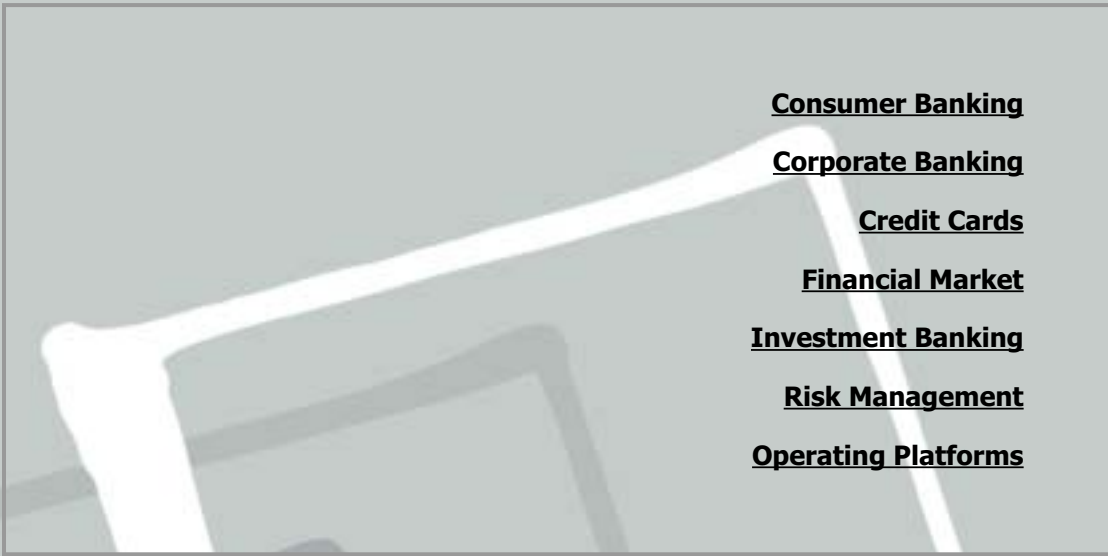 Consumer Banking
Corporate Banking
Credit Cards
Financial Market
Investment Banking
Risk Management
Operating Platforms